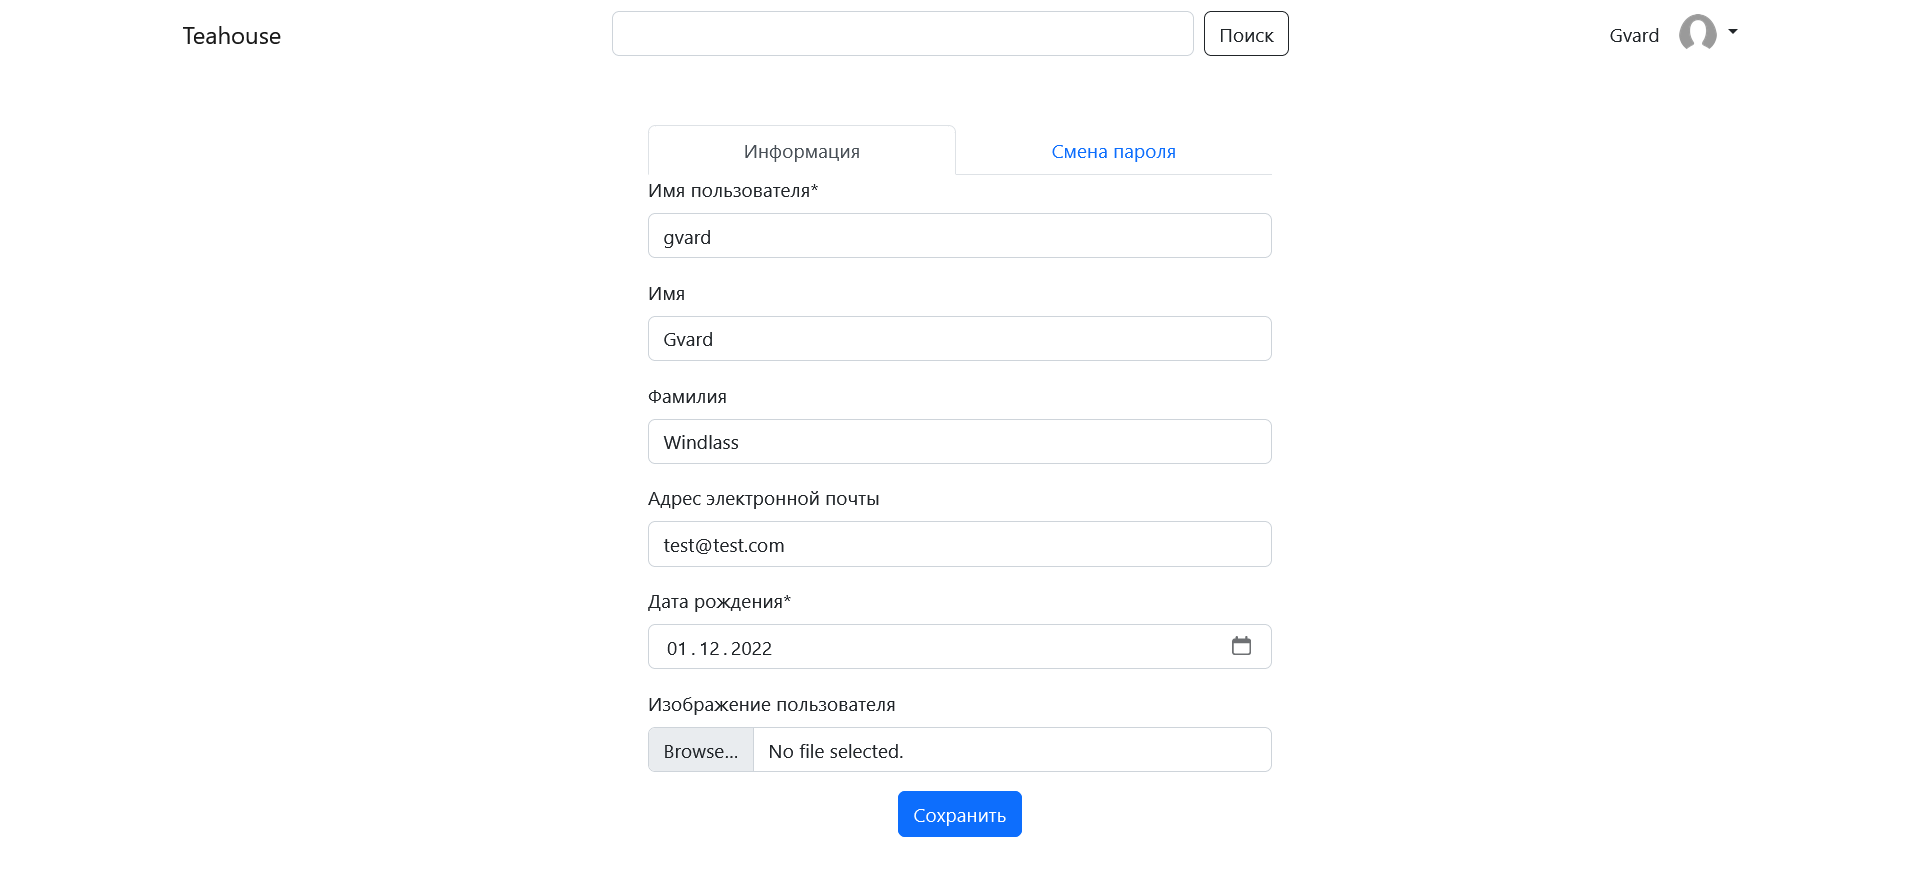 Teahouse
Поиск
Gvard
Информация
Смена пароля
Имя пользователя*
gvard
Имя
Gvard
Фамилия
Windlass
Адрес электронной почты
test@test.com
Дата рождения*
01.12.2022
Изображение пользователя
Browse... No file selected.
Сохранить